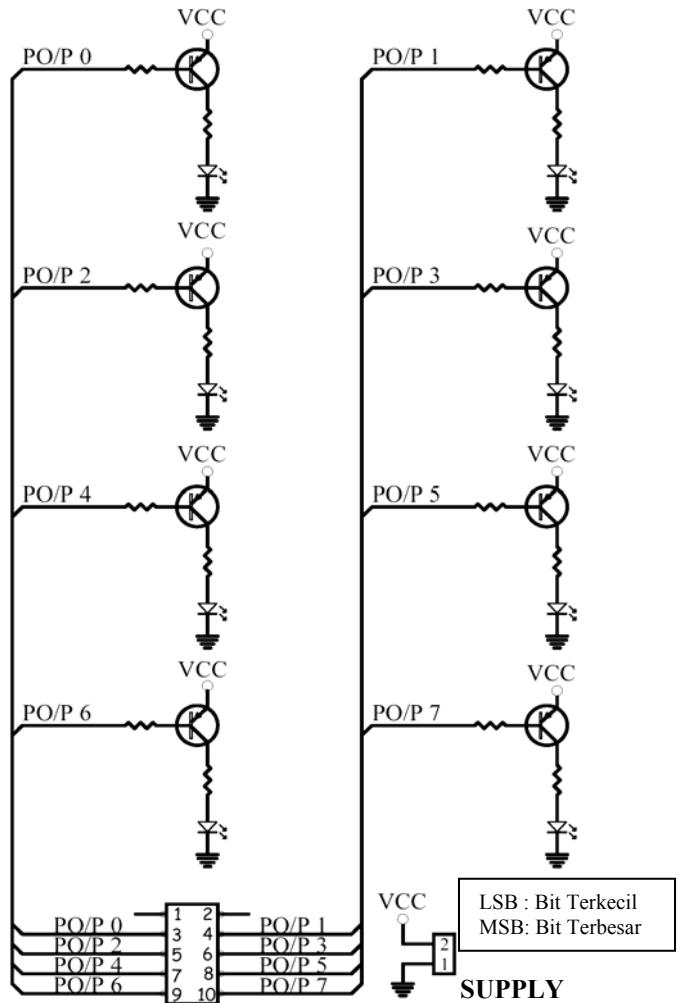 VCC VCC
PO/P 0 PO/P 1
VCC VCC
PO/P 2 PO/P 3
VCC VCC
PO/P 4 PO/P 5
VCC VCC
PO/P 6 PO/P 7
1 2
PO/P 0 3 4 PO/P 1
PO/P 2 5 6 PO/P 3
PO/P 4 7 8 PO/P 5
PO/P 6 9 10 PO/P 7
VCC
2
1
SUPPLY
LSB : Bit Terkecil
MSB: Bit Terbesar